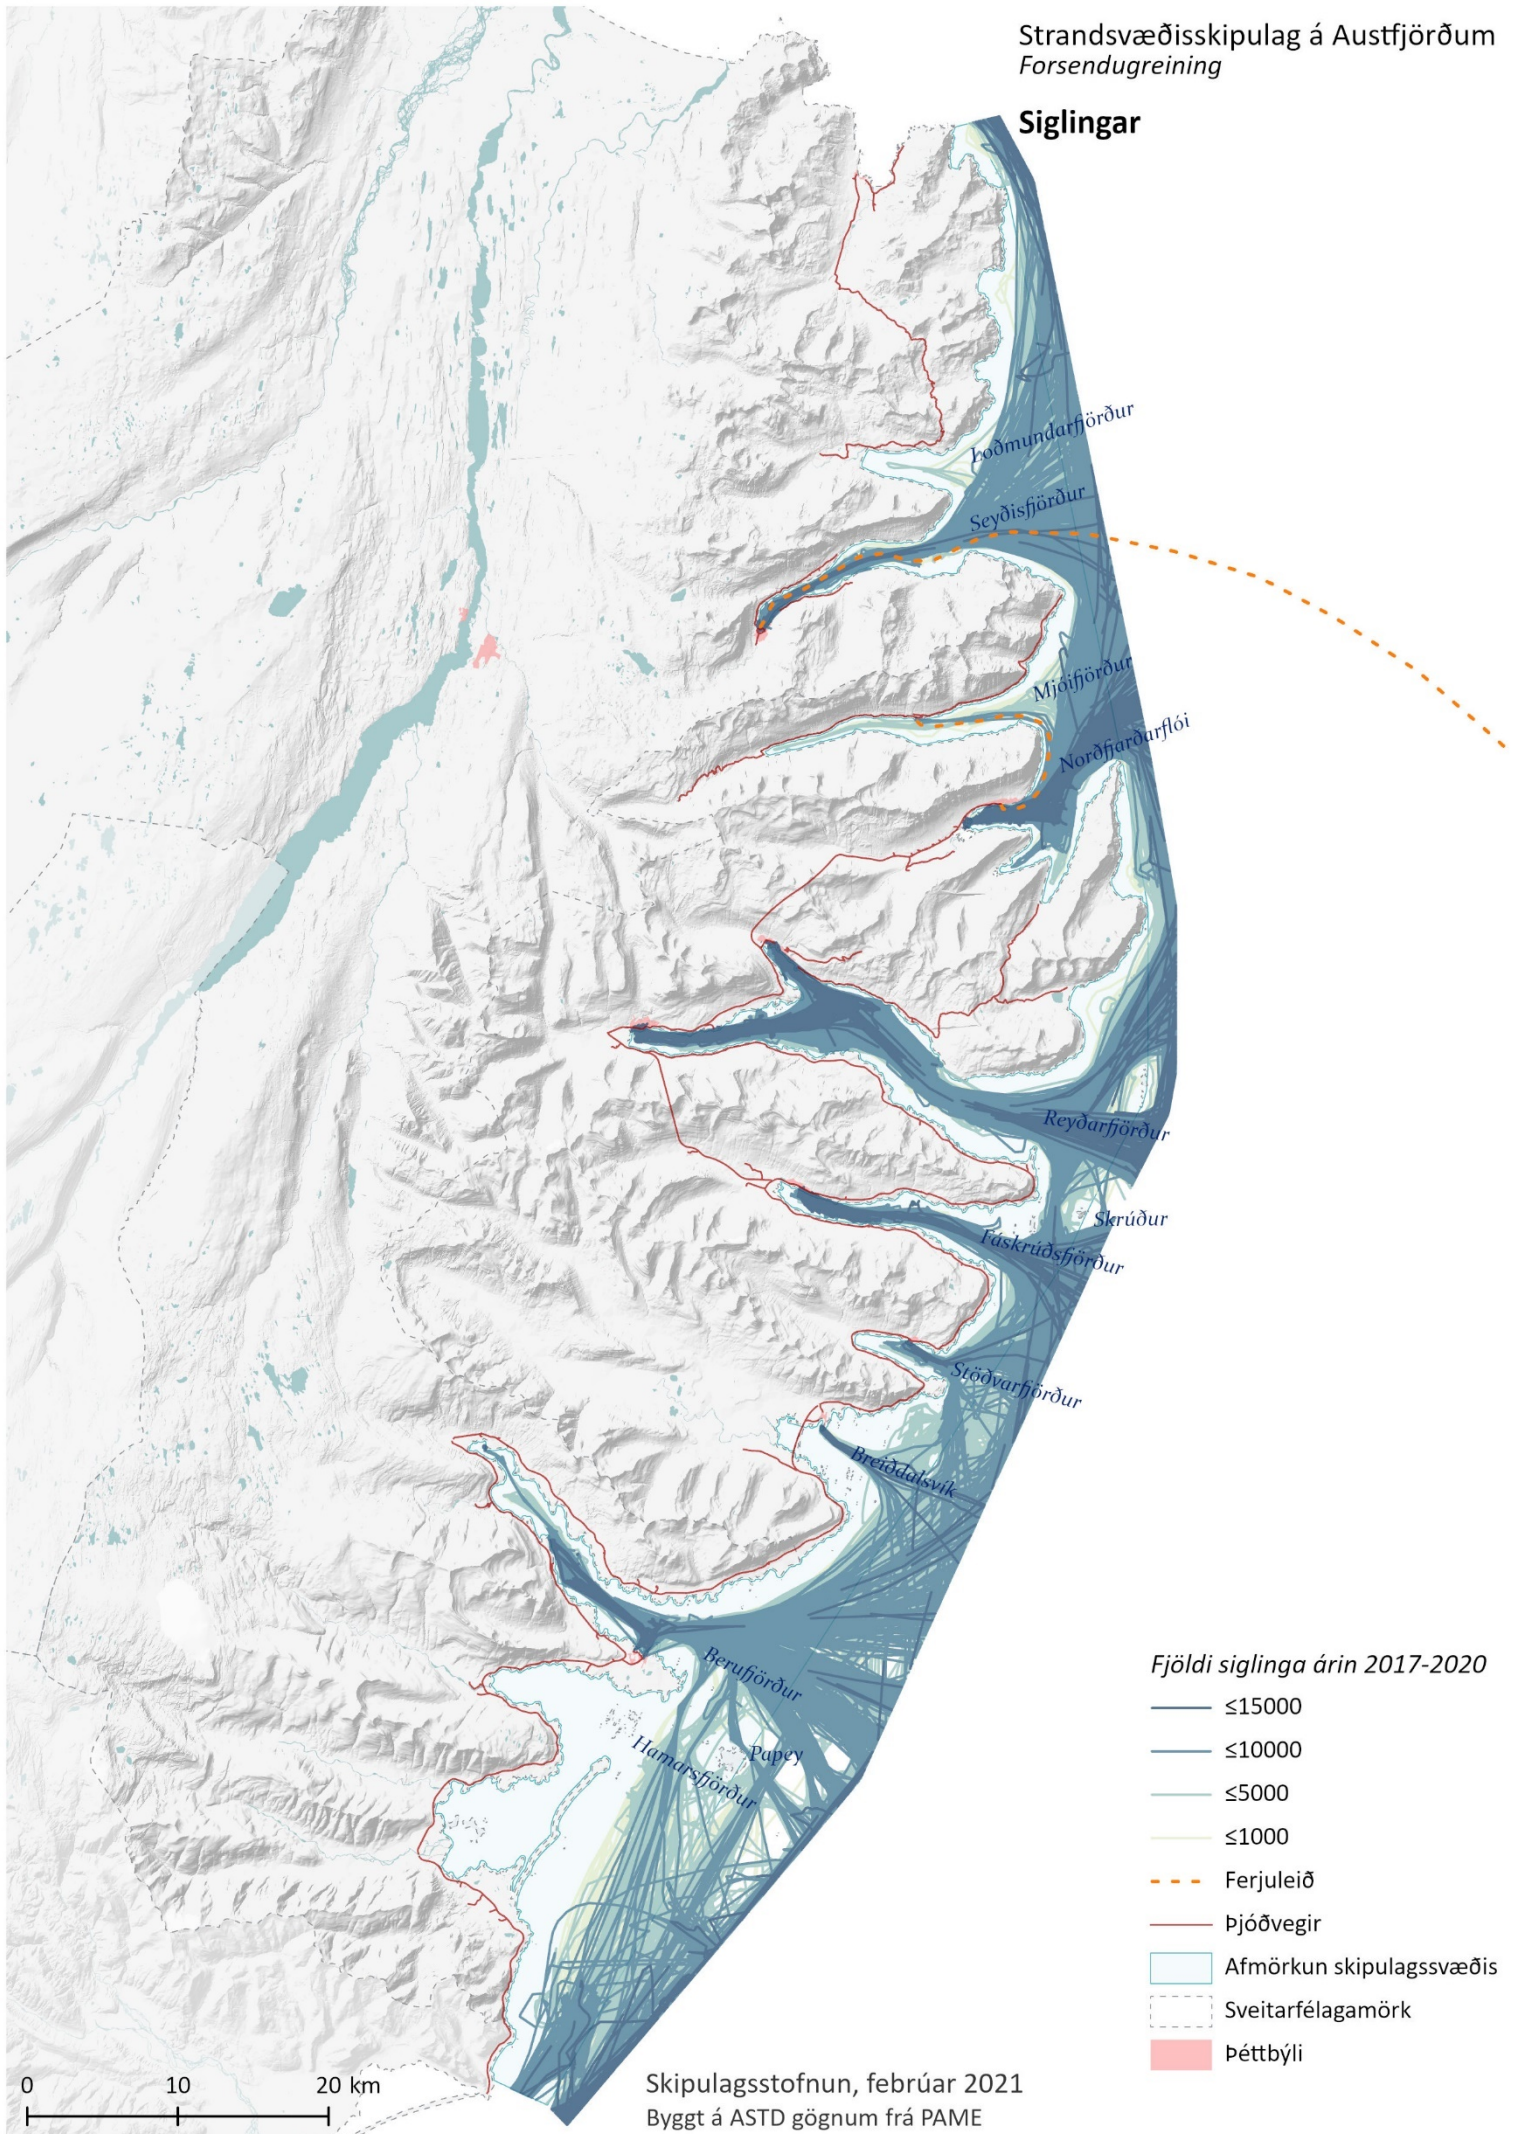 Strandsvæðisskipulag á Austfjörðum
Forsendugreining
Siglingar
Loðmundarfjörður
Seyðisfjörður
Mjóifjörður
Norðfjarðarflói
Reyðarfjörður
Skrúður
Fáskrúðsfjörður
Stöðvarfjörður
Breiðdalsvík
Berufjörður
Papey
Hamarsfjörður
Fjöldi siglinga árin 2017-2020
≤15000
≤10000
≤5000
≤1000
Ferjuleið
Þjóðvegir
Afmörkun skipulagssvæðis
Sveitarfélagamörk
Þéttbýli
0 10 20 km
Skipulagsstofnun, febrúar 2021
Byggt á ASTD gögnum frá PAME